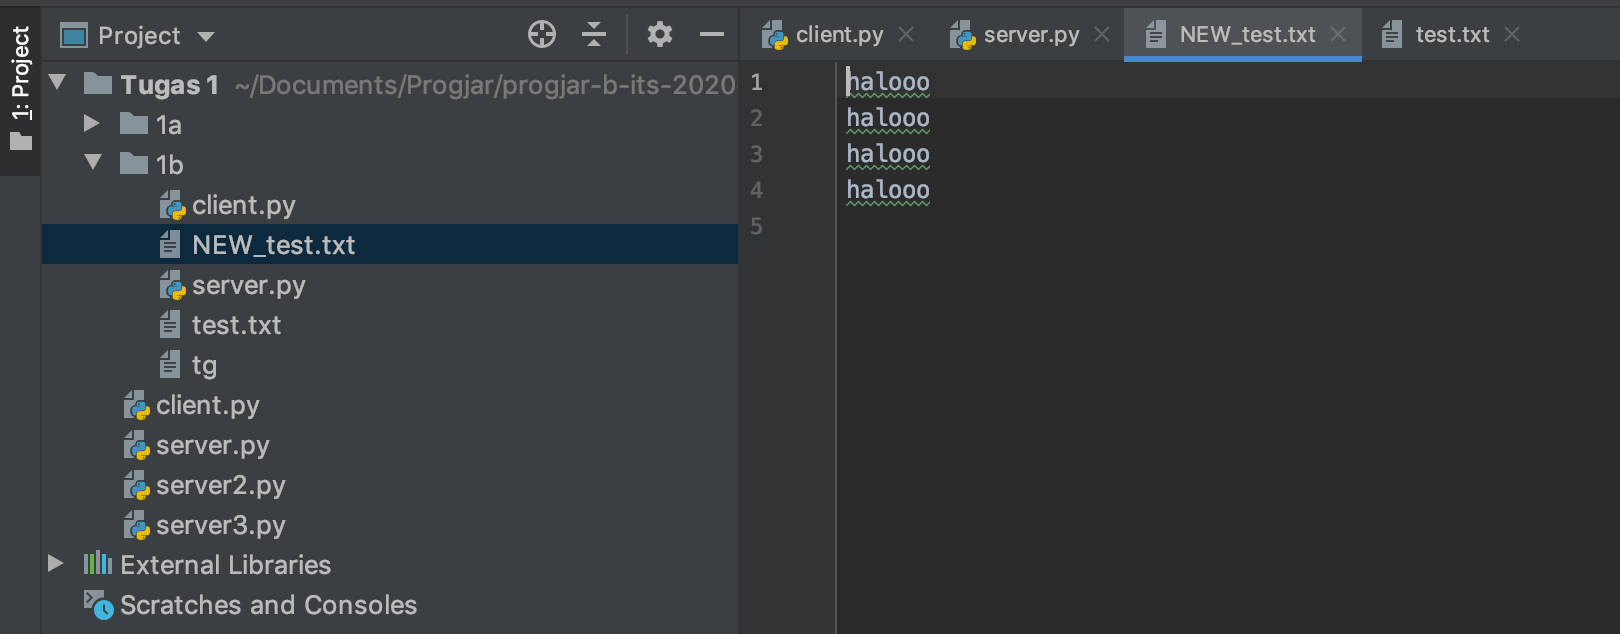 1: Project
Project
Tugas 1 ~/Documents/Progjar/progjar-b-its-2020
1a
1b
client.py
NEW_test.txt
server.py
test.txt
tg
client.py
server.py
server2.py
server3.py
External Libraries
Scratches and Consoles
client.py server.py NEW_test.txt test.txt
1 halooo
2 halooo
3 halooo
4 halooo
5